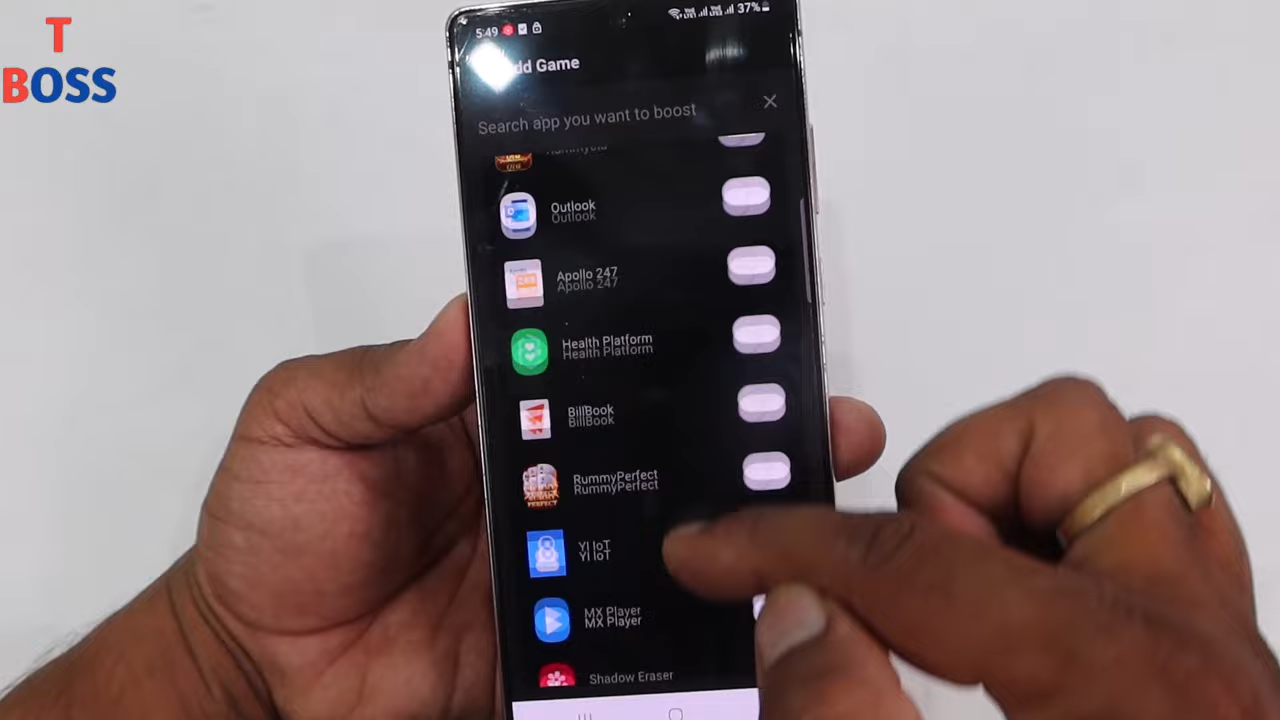 T
BOSS
5:49
37%
dd Game
Search app you want to boost
Outlook
Outlook
Apollo 247
Apollo 247
Health Platform
Health Platform
BillBook
BillBook
RummyPerfect
RummyPerfect
PERFECT
YI IoT
YI IoT
MX Player
MX Player
Shadow Eraser